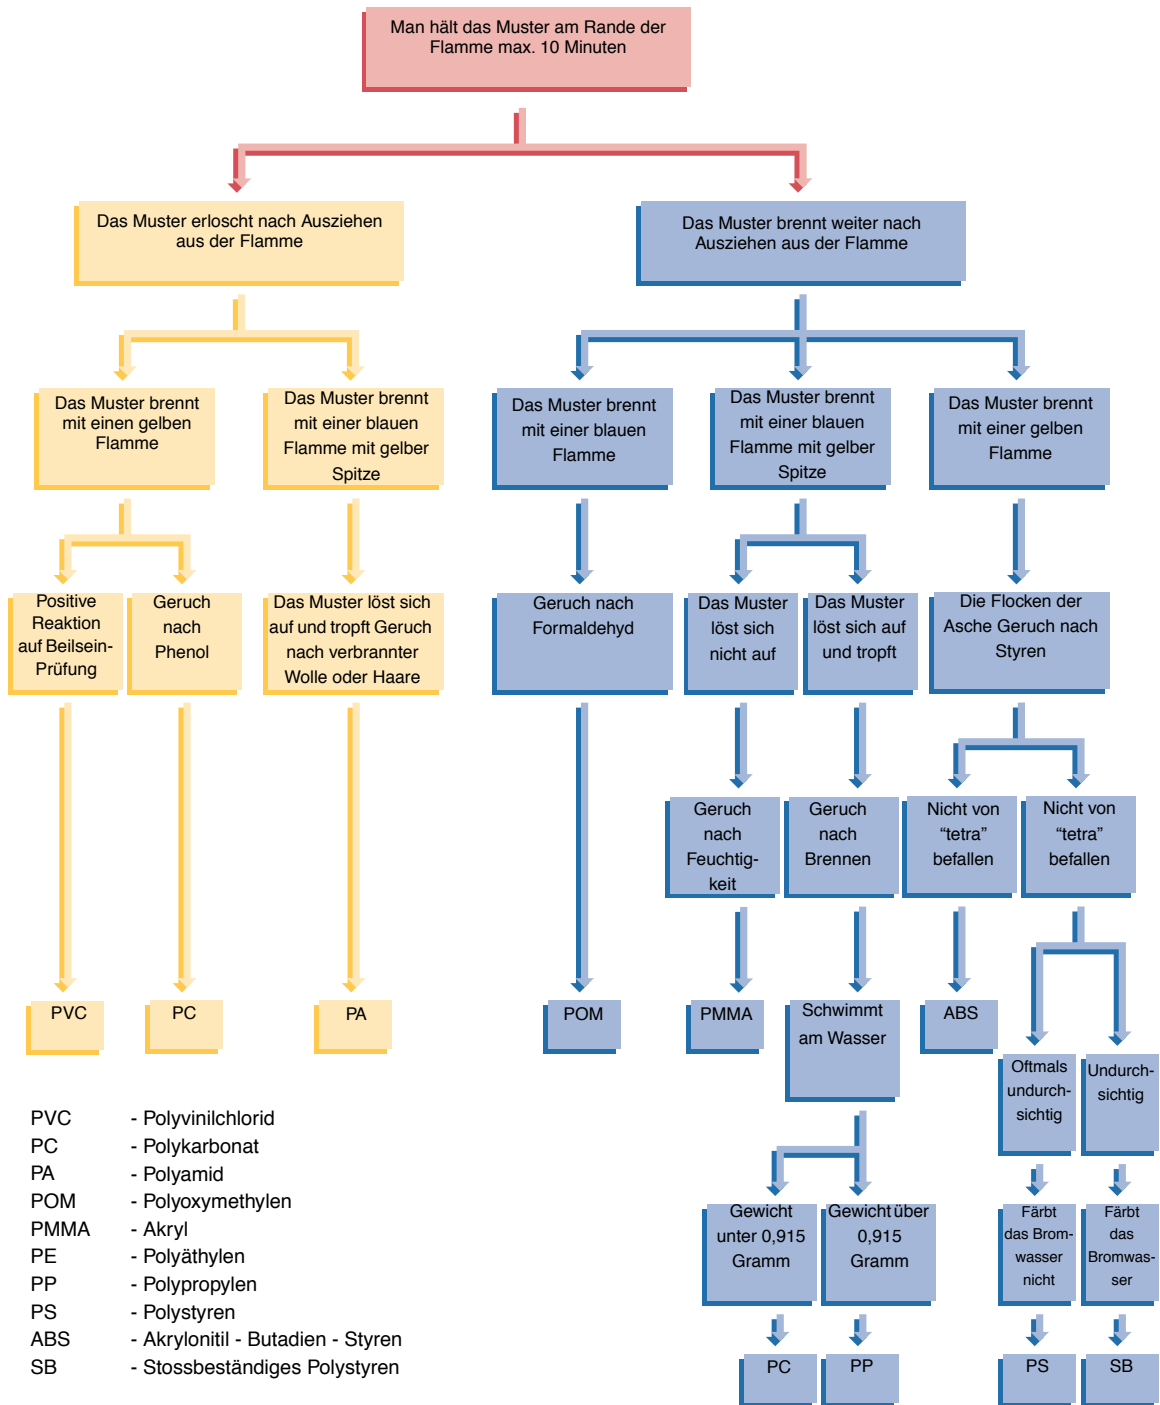 Man hält das Muster am Rande der
Flamme max. 10 Minuten
Das Muster erloscht nach Ausziehen
aus der Flamme
Das Muster brennt weiter nach
Ausziehen aus der Flamme
Das Muster brennt
mit einen gelben
Flamme
Das Muster brennt
mit einer blauen
Flamme mit gelber
Spitze
Das Muster brennt
mit einer blauen
Flamme
Das Muster brennt
mit einer blauen
Flamme mit gelber
Spitze
Das Muster brennt
mit einer gelben
Flamme
Positive
Reaktion
auf Beilsein-
Prüfung
Geruch
nach
Phenol
Das Muster löst sich
auf und tropft Geruch
nach verbrannter
Wolle oder Haare
Geruch nach
Formaldehyd
Das Muster
löst sich
nicht auf
Das Muster
löst sich auf
und tropft
Die Flocken der
Asche Geruch nach
Styren
Geruch
nach
Feuchtig-
keit
Geruch
nach
Brennen
Nicht von
“tetra”
befallen
Nicht von
“tetra”
befallen
PVC
PC
PA
POM
PMMA
Schwimmt
am Wasser
ABS
Oftmals
undurch-
sichtig
Undurch-
sichtig
Gewicht
unter 0,915
Gramm
Gewicht über
0,915
Gramm
Färbt
das Brom-
wasser
nicht
Färbt
das
Bromwas-
ser
PC
PP
PS
SB
PVC - Polyvinilchlorid
PC - Polykarbonat
PA - Polyamid
POM - Polyoxymethylen
PMMA - Akryl
PE - Polyäthylen
PP - Polypropylen
PS - Polystyren
ABS - Akrylonitil - Butadien - Styren
SB - Stossbeständiges Polystyren